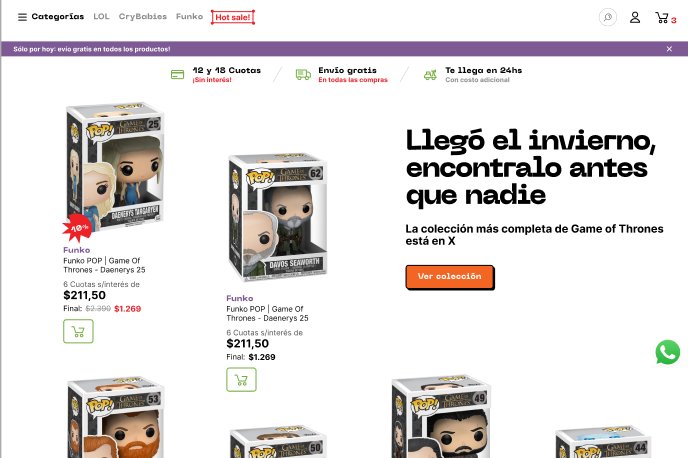 Categorías LOL CryBabies Funko Hot sale!
3
Sólo por hoy: evío gratis en todos los productos!
12 y 18 Cuotas
¡Sin interés!
Envío gratis
En todas las compras
Te llega en 24hs
Con costo adicional
POP!
GAME OF THRONES
25
DAENERYS TARGARYEN
40%
Funko
Funko POP | Game Of
Thrones - Daenerys 25
6 Cuotas s/interés de
$211,50
Final: $2.390 $1.269
POP!
GAME OF THRONES
62
DAVOS SEAWORTH
Funko
Funko POP | Game Of
Thrones - Daenerys 25
6 Cuotas s/interés de
$211,50
Final: $1.269
Llegó el invierno,
encontralo antes
que nadie
La colección más completa de Game of Thrones
está en X
Ver colección
POP!
GAME OF THRONES
53
POP!
GAME OF THRONES
50
POP!
GAME OF THRONES
49
POP!
GAME OF THRONES
44